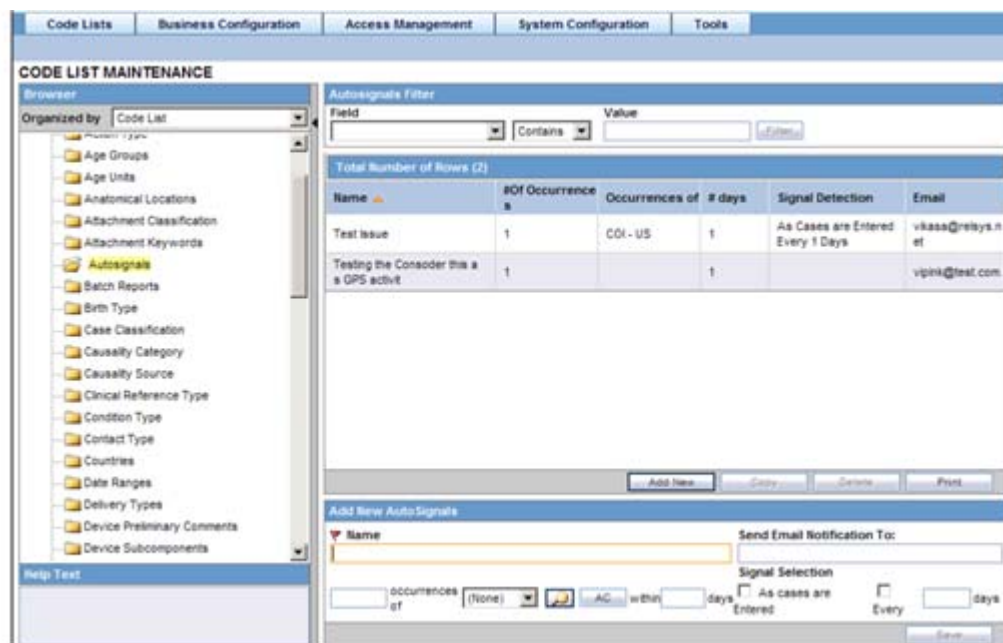 Code Lists Business Configuration Access Management System Configuration Tools
CODE LIST MAINTENANCE
Browser
Organized by Code List
Action Type
Age Groups
Age Units
Anatomical Locations
Attachment Classification
Attachment Keywords
Autosignals
Batch Reports
Birth Type
Case Classification
Causality Category
Causality Source
Clinical Reference Type
Condition Type
Contact Type
Countries
Date Ranges
Delivery Types
Device Preliminary Comments
Device Subcomponents
Help Text
Autosignals Filter
Field Value
Contains Filter
Total Number of Rows (2)
Name #Of Occurrence
s Occurrences of # days Signal Detection Email
Test Issue 1 COI - US 1 As Cases are Entered
Every 1 Days vikasa@relsys.n
et
Testing the Consoder this a
s GPS activit 1 1 vipink@test.com
Add New Copy Delete Print
Add New AutoSignals
Name Send Email Notification To:
Signal Selection
occurrences
of (None) AC within days As cases are
Entered Every days
Save